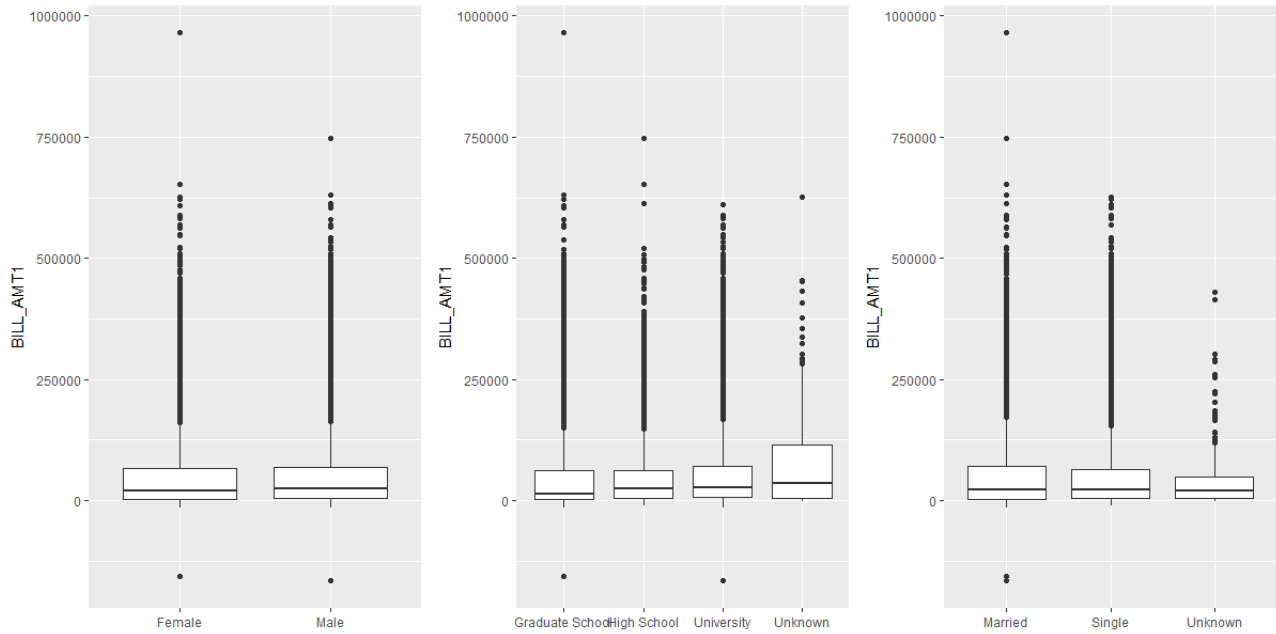 1000000
750000
500000
250000
0
BILL_AMT1
Female Male
1000000
750000
500000
250000
0
BILL_AMT1
Graduate School High School University Unknown
1000000
750000
500000
250000
0
BILL_AMT1
Married Single Unknown